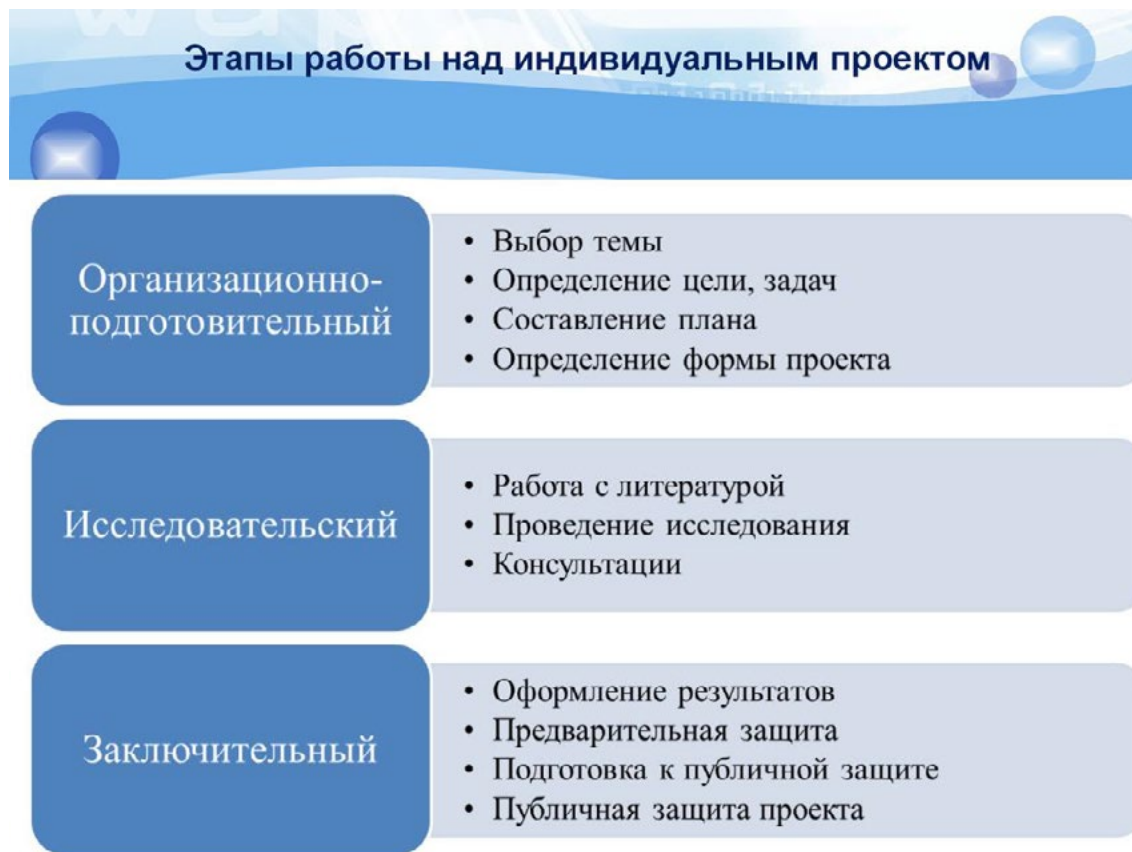 Этапы работы над индивидуальным проектом
Организационно-
подготовительный
• Выбор темы
• Определение цели, задач
• Составление плана
• Определение формы проекта
Исследовательский
• Работа с литературой
• Проведение исследования
• Консультации
Заключительный
• Оформление результатов
• Предварительная защита
• Подготовка к публичной защите
• Публичная защита проекта